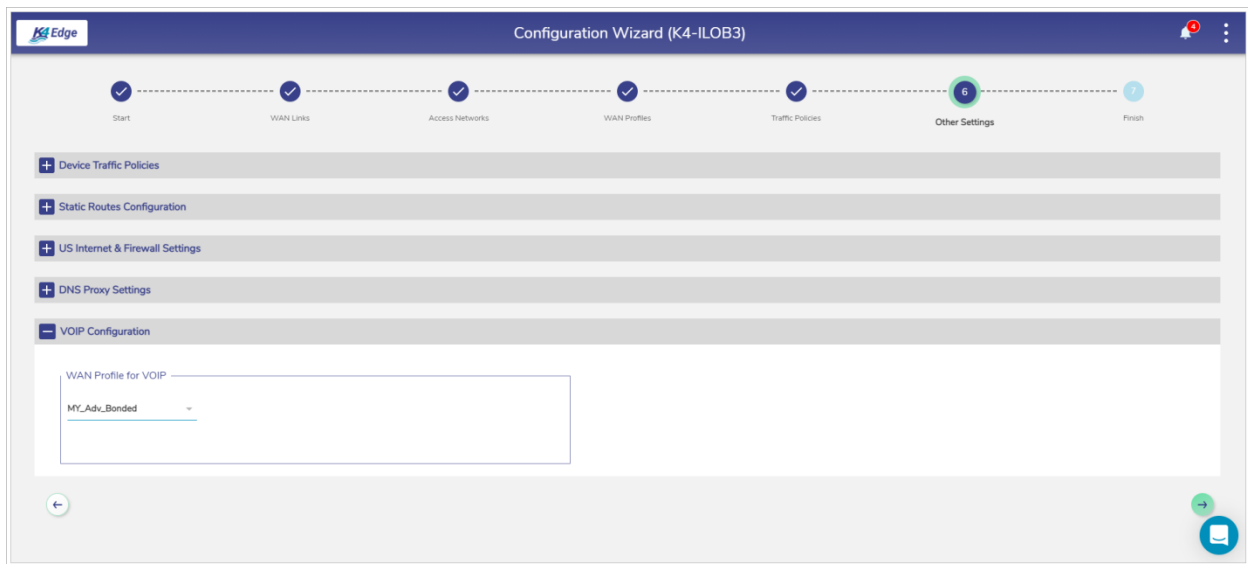 K4 Edge
Configuration Wizard (K4-ILOB3)
4
6
7
Start
WAN Links
Access Networks
WAN Profiles
Traffic Policies
Other Settings
Finish
Device Traffic Policies
Static Routes Configuration
US Internet & Firewall Settings
DNS Proxy Settings
VOIP Configuration
WAN Profile for VOIP
MY_Adv_Bonded